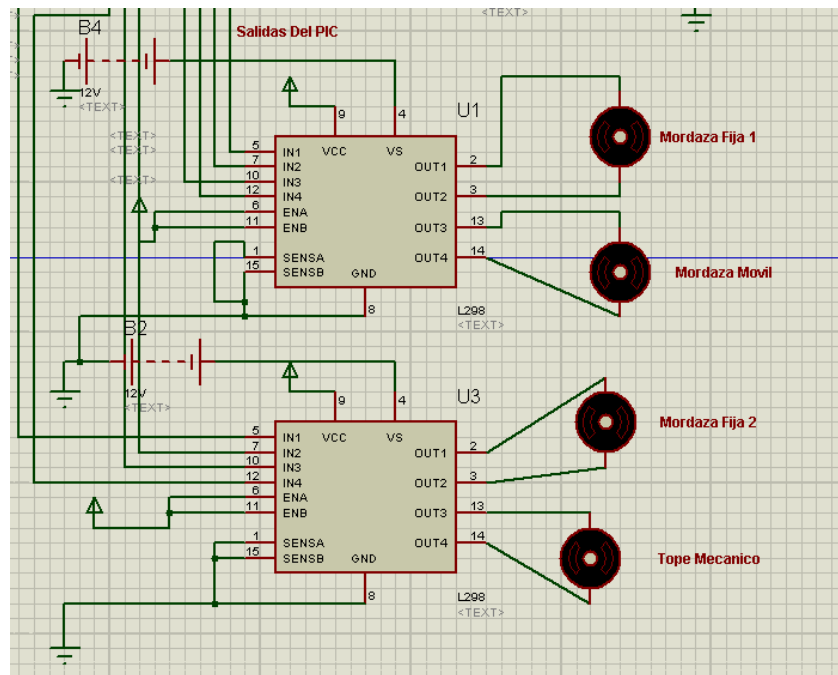 <TEXT>
Salidas Del PIC
B4
12V
<TEXT>
<TEXT>
<TEXT>
<TEXT>
U1
9
4
VCC
VS
5
IN1
7
IN2
10
IN3
12
IN4
6
ENA
11
ENB
1
SENSA
15
SENSB
GND
8
OUT1
2
OUT2
3
OUT3
13
OUT4
14
L298
<TEXT>
Mordaza Fija 1
Mordaza Movil
B2
12V
<TEXT>
U3
9
4
VCC
VS
5
IN1
7
IN2
10
IN3
12
IN4
6
ENA
11
ENB
1
SENSA
15
SENSB
GND
8
OUT1
2
OUT2
3
OUT3
13
OUT4
14
L298
<TEXT>
Mordaza Fija 2
Tope Mecanico